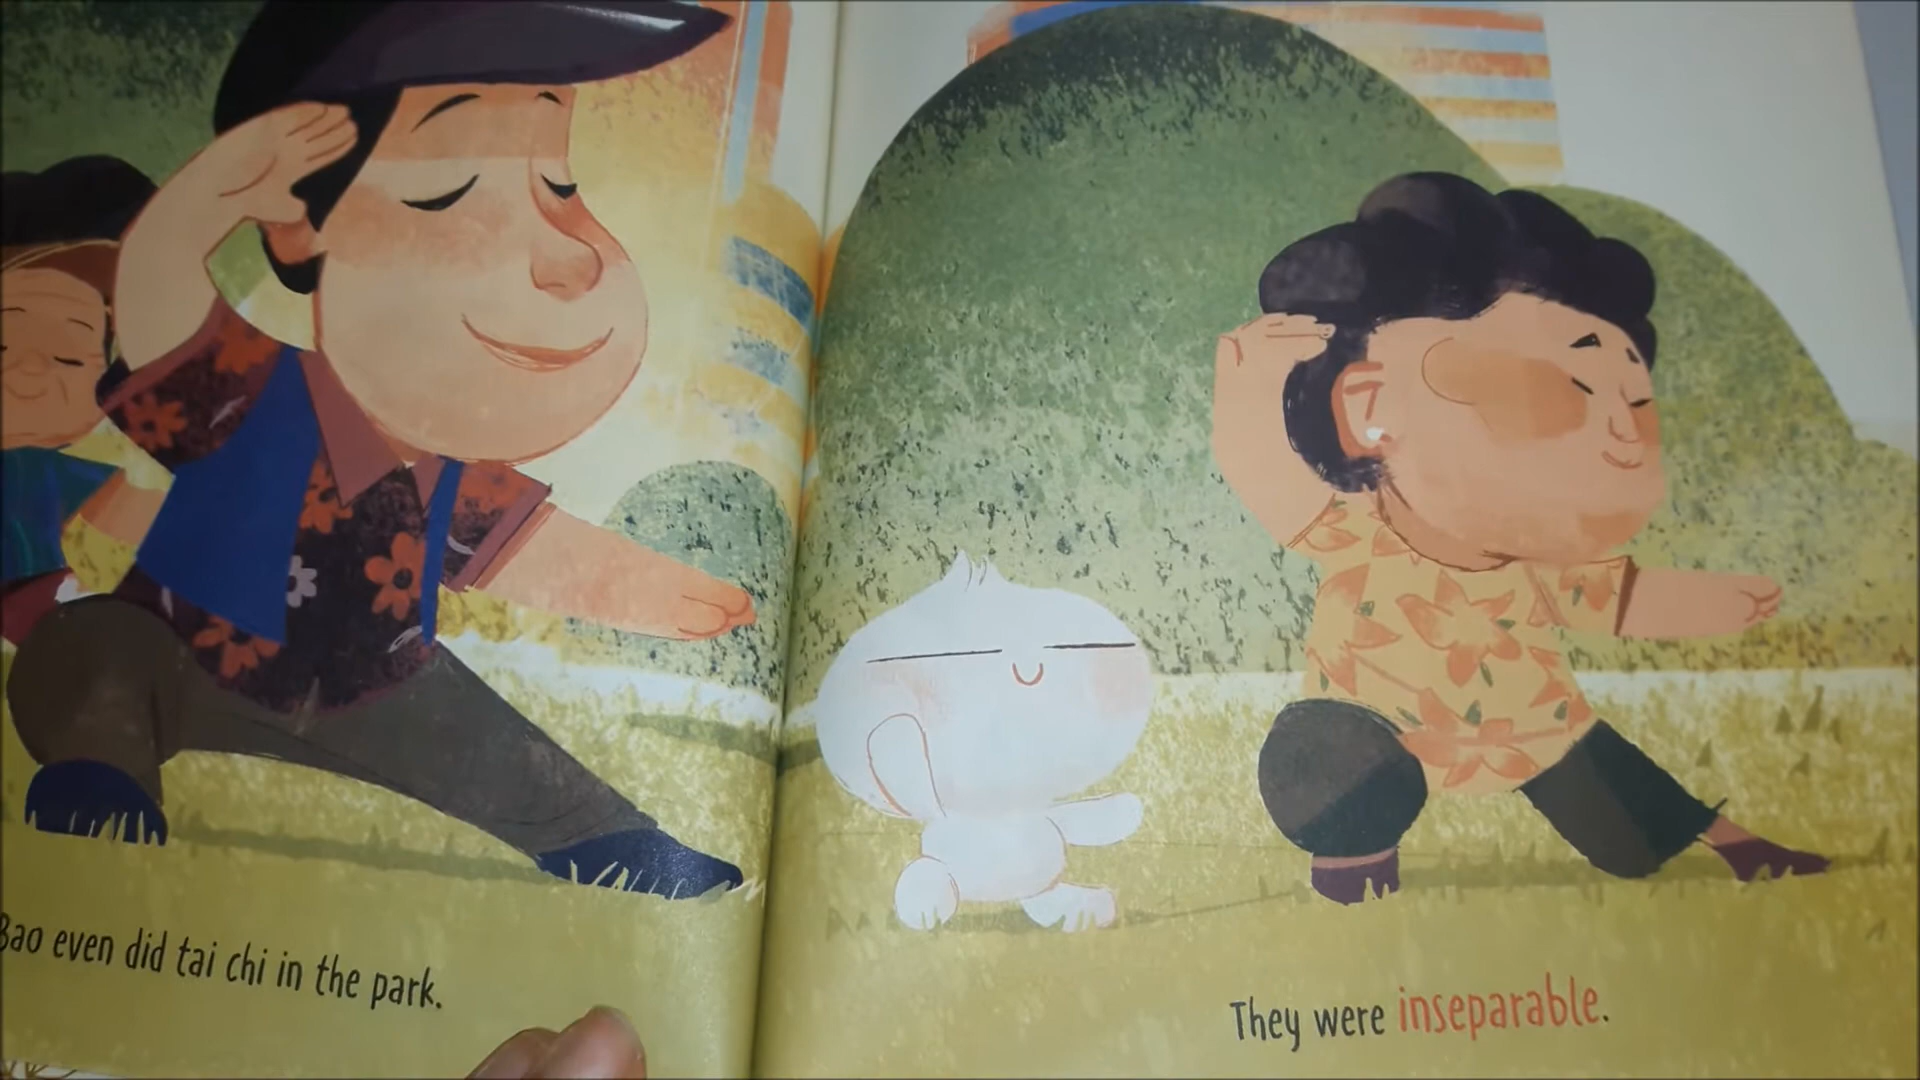 Bao even did tai chi in the park.
They were inseparable.